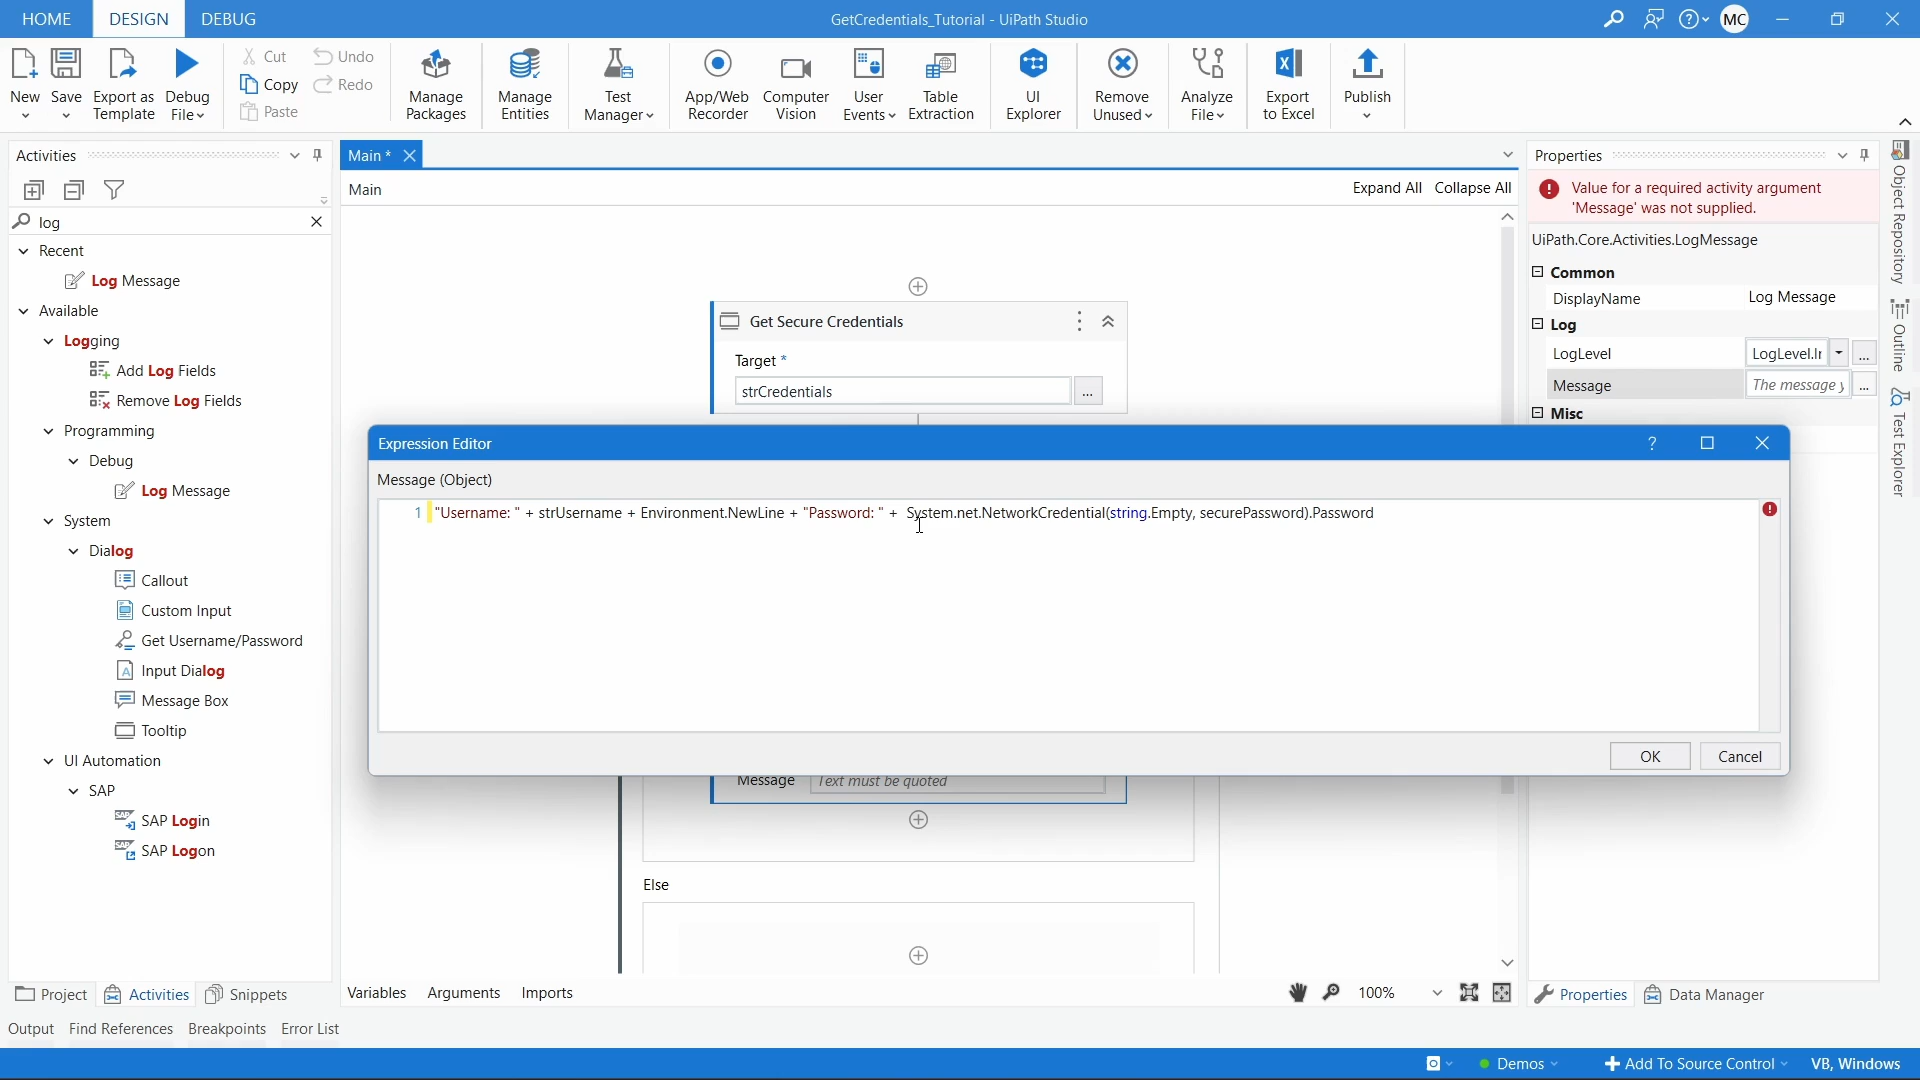 HOME DESIGN DEBUG GetCredentials_Tutorial - UiPath Studio MC
New Save Export as Template Debug File Cut Copy Paste Undo Redo Manage Packages Manage Entities Test Manager App/Web Recorder Computer Vision User Events Table Extraction UI Explorer Remove Unused Analyze File Export to Excel Publish
Activities
log
Recent
Log Message
Available
Logging
Add Log Fields
Remove Log Fields
Programming
Debug
Log Message
System
Dialog
Callout
Custom Input
Get Username/Password
Input Dialog
Message Box
Tooltip
UI Automation
SAP
SAP Login
SAP Logon
Project Activities Snippets
Main *
Main Expand All Collapse All
Get Secure Credentials
Target *
strCredentials ...
Expression Editor ?
Message (Object)
1 "Username: " + strUsername + Environment.NewLine + "Password: " + System.net.NetworkCredential(string.Empty, securePassword).Password
OK Cancel
Message Text must be quoted
Else
Variables Arguments Imports 100%
Properties
Value for a required activity argument
'Message' was not supplied.
UiPath.Core.Activities.LogMessage
Common
DisplayName Log Message
Log
LogLevel LogLevel.Ir ...
Message The message y ...
Misc
Properties Data Manager
Object Repository
Outline
Test Explorer
Output Find References Breakpoints Error List
Demos Add To Source Control VB, Windows